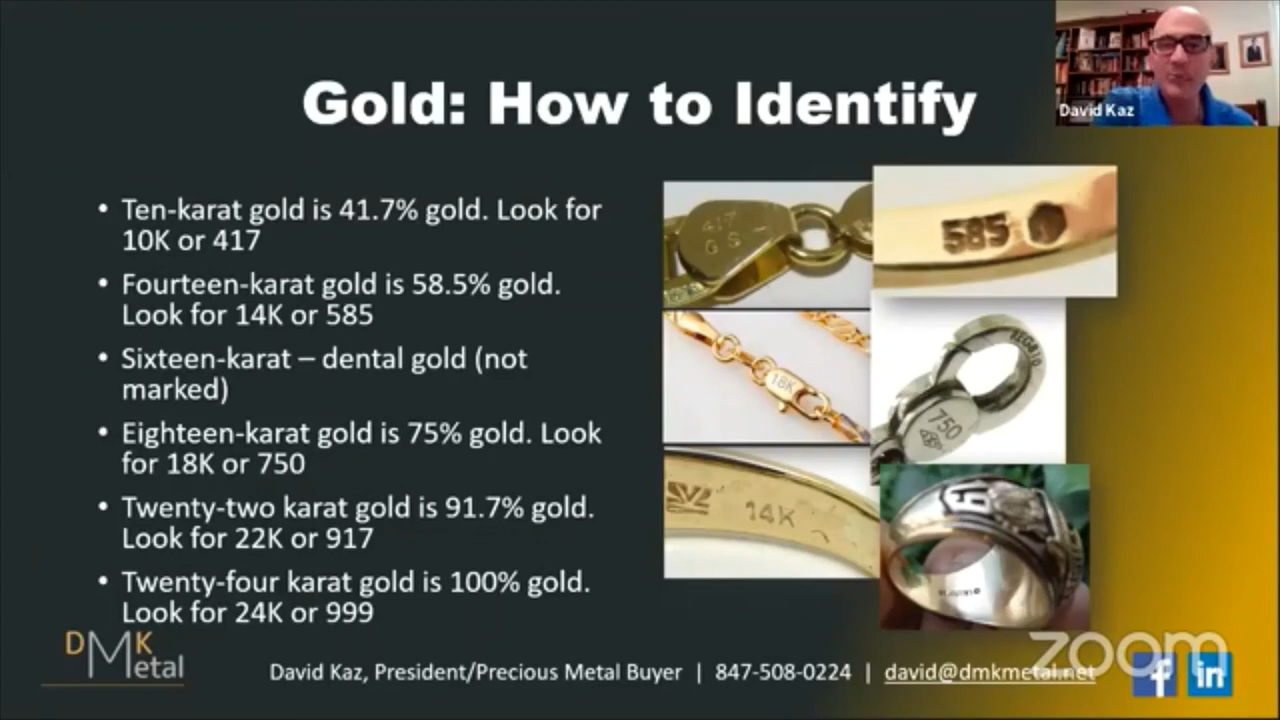 Gold: How to Identify
David Kaz
• Ten-karat gold is 41.7% gold. Look for
10K or 417
• Fourteen-karat gold is 58.5% gold.
Look for 14K or 585
• Sixteen-karat – dental gold (not
marked)
• Eighteen-karat gold is 75% gold. Look
for 18K or 750
• Twenty-two karat gold is 91.7% gold.
Look for 22K or 917
• Twenty-four karat gold is 100% gold.
Look for 24K or 999
417
G S I
585
18K
750
14K
DMK
Metal
David Kaz, President/Precious Metal Buyer | 847-508-0224 | david@dmkmetal.net
zoom
f in